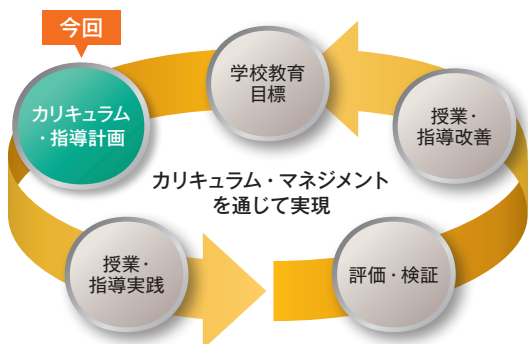 今回
学校教育
目標
カリキュラム
・指導計画
授業・
指導改善
カリキュラム・マネジメント
を通じて実現
授業・
指導実践
評価・検証